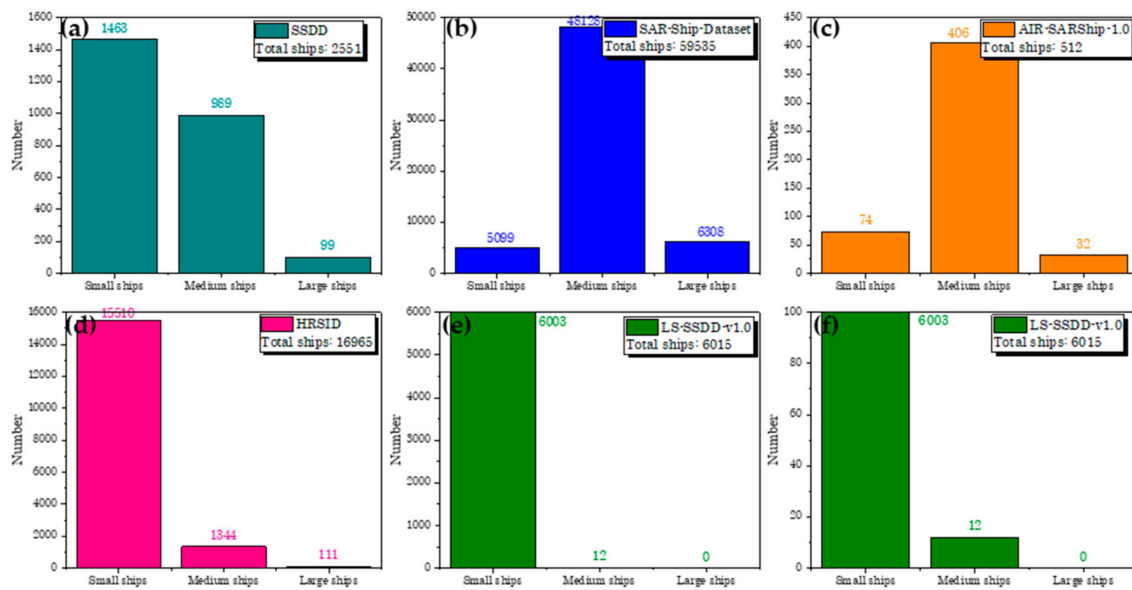 (a)
SSDD
Total ships: 2551
1463
989
99
Number
1600
1400
1200
1000
800
600
400
200
0
Small ships Medium ships Large ships
(b)
SAR-Ship-Dataset
Total ships: 59535
5099
48128
6308
Number
50000
40000
30000
20000
10000
0
Small ships Medium ships Large ships
(c)
AIR-SARShip-1.0
Total ships: 512
74
406
32
Number
450
400
350
300
250
200
150
100
50
0
Small ships Medium ships Large ships
(d)
HRSID
Total ships: 16965
15510
1344
111
Number
16000
14000
12000
10000
8000
6000
4000
2000
0
Small ships Medium ships Large ships
(e)
LS-SSDD-v1.0
Total ships: 6015
6003
12
0
Number
6000
5000
4000
3000
2000
1000
0
Small ships Medium ships Large ships
(f)
LS-SSDD-v1.0
Total ships: 6015
6003
12
0
Number
100
80
60
40
20
0
Small ships Medium ships Large ships